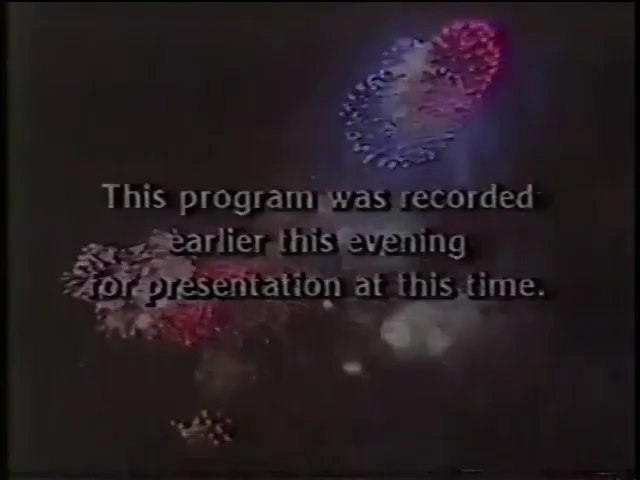 This program was recorded
earlier this evening
for presentation at this time.